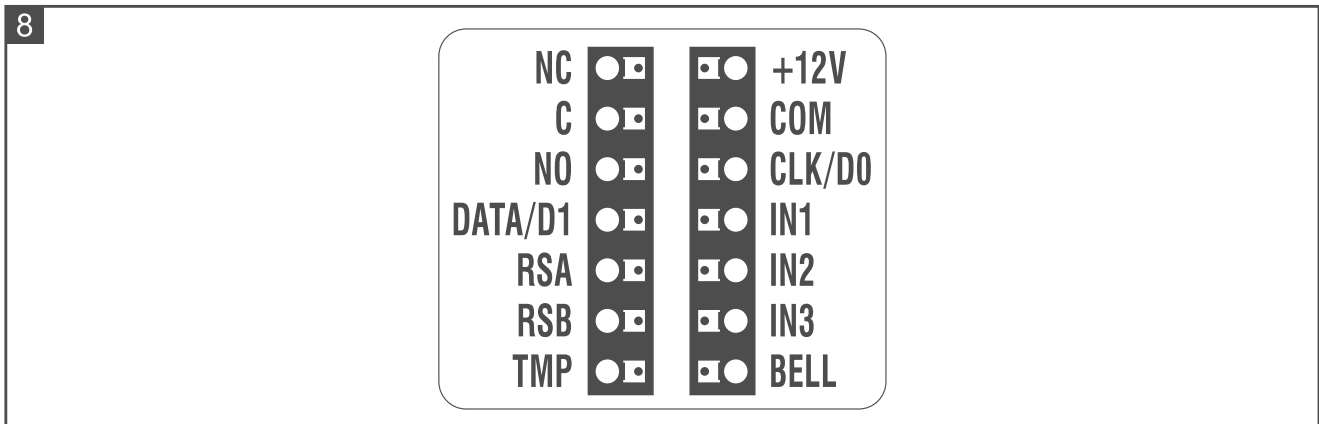 8
NC +12V
C COM
NO CLK/D0
DATA/D1 IN1
RSA IN2
RSB IN3
TMP BELL